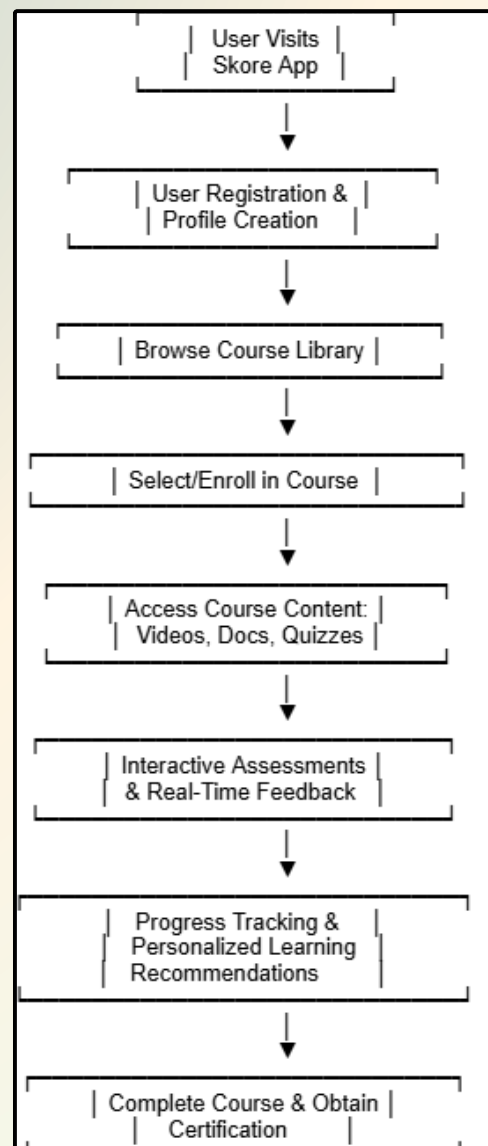 User Visits
Skore App
User Registration &
Profile Creation
Browse Course Library
Select/Enroll in Course
Access Course Content:
Videos, Docs, Quizzes
Interactive Assessments
& Real-Time Feedback
Progress Tracking &
Personalized Learning
Recommendations
Complete Course & Obtain
Certification